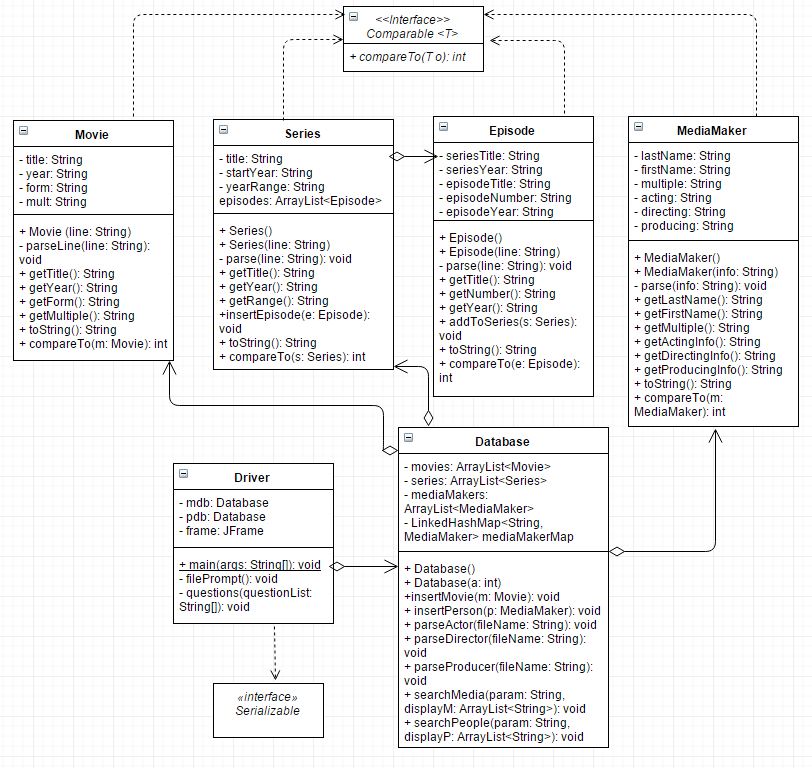 <<Interface>>
Comparable <T>
+ compareTo(T o): int
Movie
- title: String
- year: String
- form: String
- mult: String
+ Movie (line: String)
- parseLine(line: String):
void
+ getTitle(): String
+ getYear(): String
+ getForm(): String
+ getMultiple(): String
+ toString(): String
+ compareTo(m: Movie): int
Series
- title: String
- startYear: String
- yearRange: String
episodes: ArrayList<Episode>
+ Series()
+ Series(line: String)
- parse(line: String): void
+ getTitle(): String
+ getYear(): String
+ getRange(): String
+insertEpisode(e: Episode):
void
+ toString(): String
+ compareTo(s: Series): int
Episode
- seriesTitle: String
- seriesYear: String
- episodeTitle: String
- episodeNumber: String
- episodeYear: String
+ Episode()
+ Episode(line: String)
- parse(line: String): void
+ getTitle(): String
+ getNumber(): String
+ getYear(): String
+ addToSeries(s: Series):
void
+ toString(): String
+ compareTo(e: Episode):
int
MediaMaker
- lastName: String
- firstName: String
- multiple: String
- acting: String
- directing: String
- producing: String
+ MediaMaker()
+ MediaMaker(info: String)
- parse(info: String): void
+ getLastName(): String
+ getFirstName(): String
+ getMultiple(): String
+ getActingInfo(): String
+ getDirectingInfo(): String
+ getProducingInfo(): String
+ toString(): String
+ compareTo(m:
MediaMaker): int
Driver
- mdb: Database
- pdb: Database
- frame: JFrame
+ main(args: String[]): void
- filePrompt(): void
- questions(questionList:
String[]): void
«interface»
Serializable
Database
- movies: ArrayList<Movie>
- series: ArrayList<Series>
- mediaMakers:
ArrayList<MediaMaker>
- LinkedHashMap<String,
MediaMaker> mediaMakerMap
+ Database()
+ Database(a: int)
+insertMovie(m: Movie): void
+ insertPerson(p: MediaMaker): void
+ parseActor(fileName: String): void
+ parseDirector(fileName: String):
void
+ parseProducer(fileName: String):
void
+ searchMedia(param: String,
displayM: ArrayList<String>): void
+ searchPeople(param: String,
displayP: ArrayList<String>): void